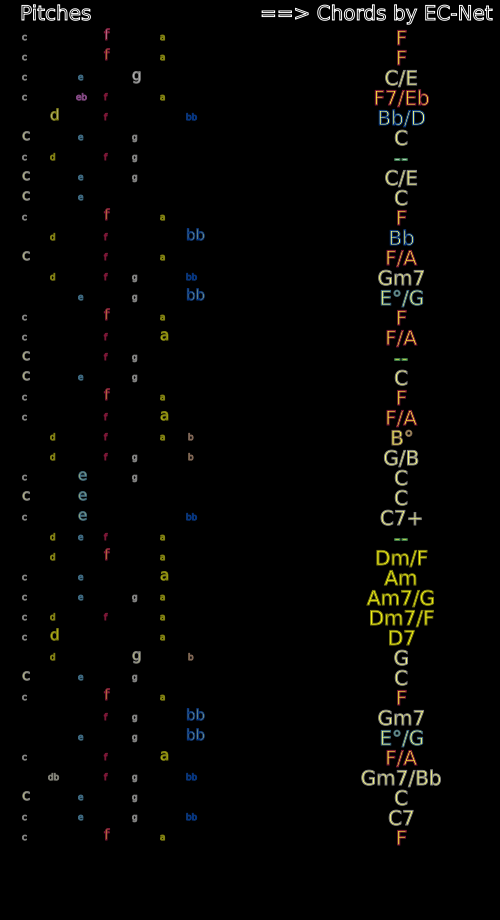 Pitches ==> Chords by EC-Net
c f a F
c f a F
c e g C/E
c eb f a F7/Eb
d f bb Bb/D
C e g C
c d f g --
C e g C/E
C e C
c f a F
d f bb Bb
C f a F/A
d f g bb Gm7
e g bb E°/G
c f a F
c f a F/A
C f g --
C e g C
c f a F
c f a F/A
d f a b B°
d f g b G/B
c e g C
C e C
c e bb C7+
d e f a --
d f a Dm/F
c e a Am
c e g a Am7/G
c d f a Dm7/F
c d a D7
d g b G
C e g C
c f a F
f g bb Gm7
e g bb E°/G
c f a F/A
db f g bb Gm7/Bb
C e g C
c e g bb C7
c f a F